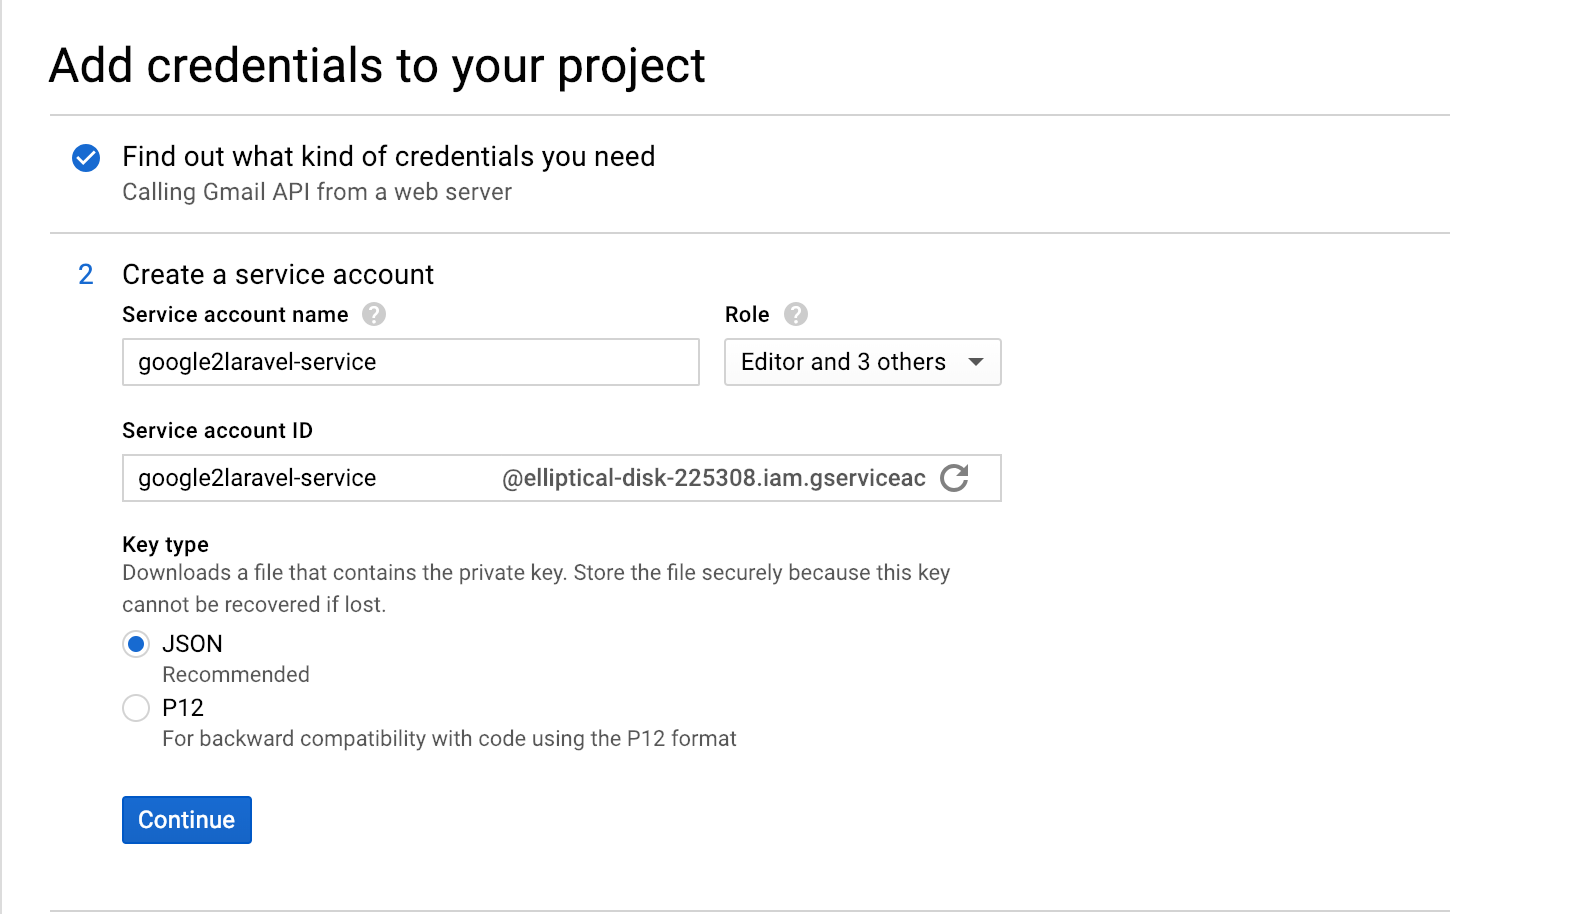 Add credentials to your project
Find out what kind of credentials you need
Calling Gmail API from a web server
2 Create a service account
Service account name ?
Role ?
google2laravel-service
Editor and 3 others
Service account ID
google2laravel-service @elliptical-disk-225308.iam.gserviceac
Key type
Downloads a file that contains the private key. Store the file securely because this key
cannot be recovered if lost.
JSON
Recommended
P12
For backward compatibility with code using the P12 format
Continue